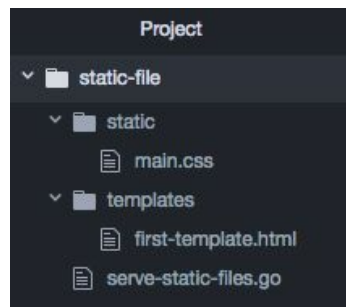 Project
static-file
static
main.css
templates
first-template.html
serve-static-files.go